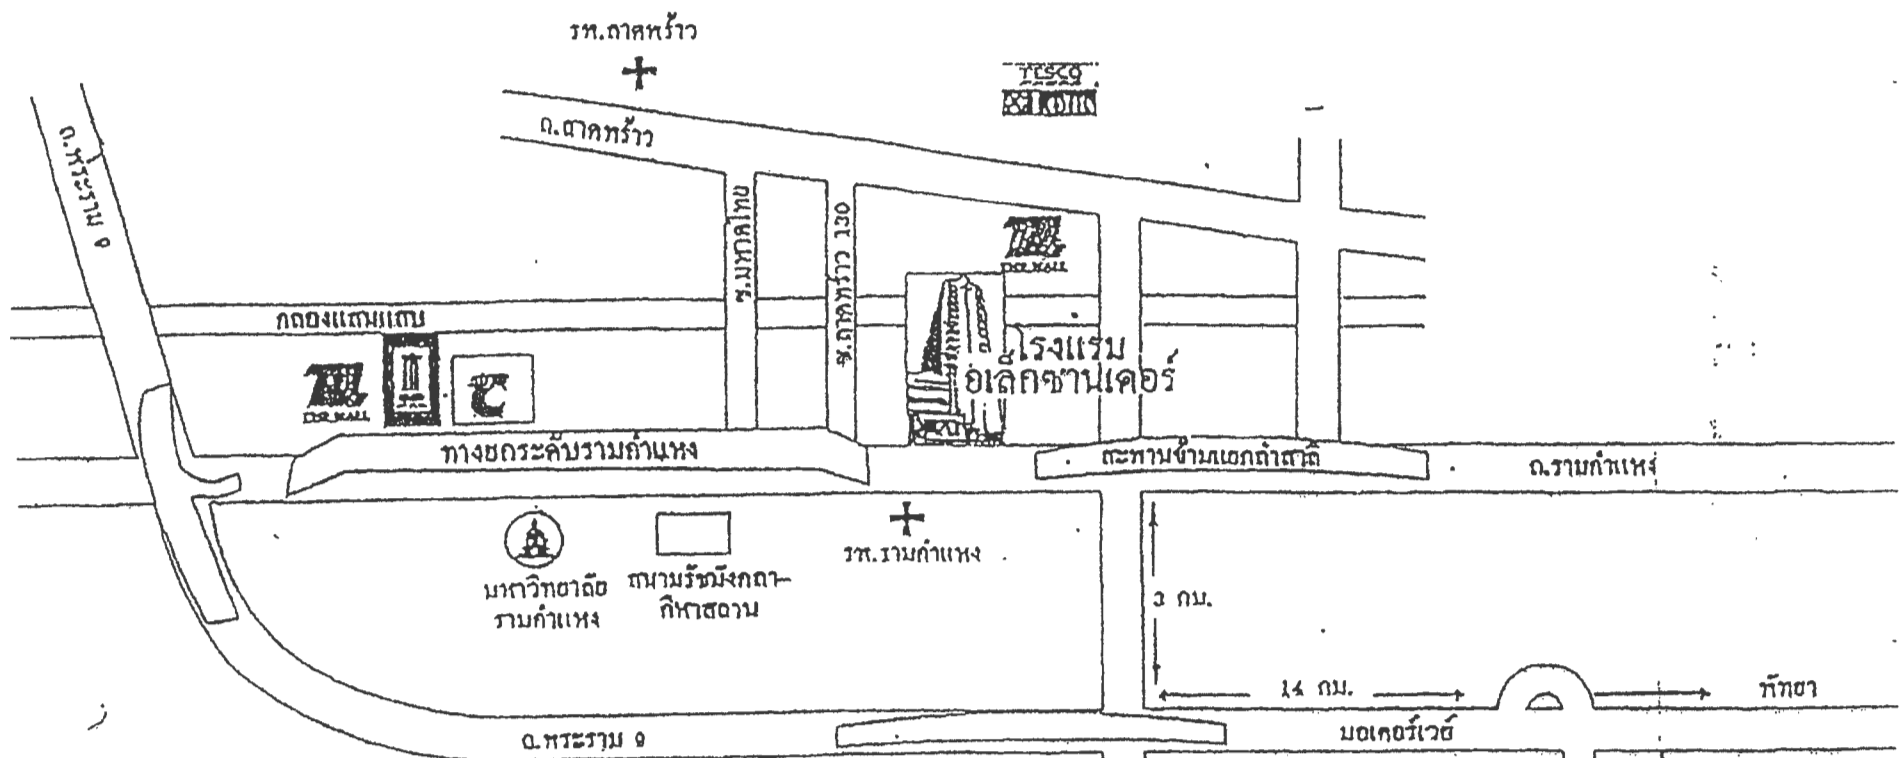 รพ.ลาดพร้าว
TESCO
ถ.ลาดพร้าว
ถ.พระราม ๙
ซ.มหาดไทย
ซ.ลาดพร้าว 130
THE MALL
คลองแสนแสบ
THE MALL
โรงแรม
อเล็กซานเดอร์
ทางยกระดับรามคำแหง
สะพานข้ามแยกลำสาลี
ถ.รามคำแหง
มหาวิทยาลัย
รามคำแหง
สนามรัชมังคลา-
กีฬาสถาน
รพ.รามคำแหง
3 กม.
14 กม.
พัทยา
ถ.พระราม ๙
มอเตอร์เวย์